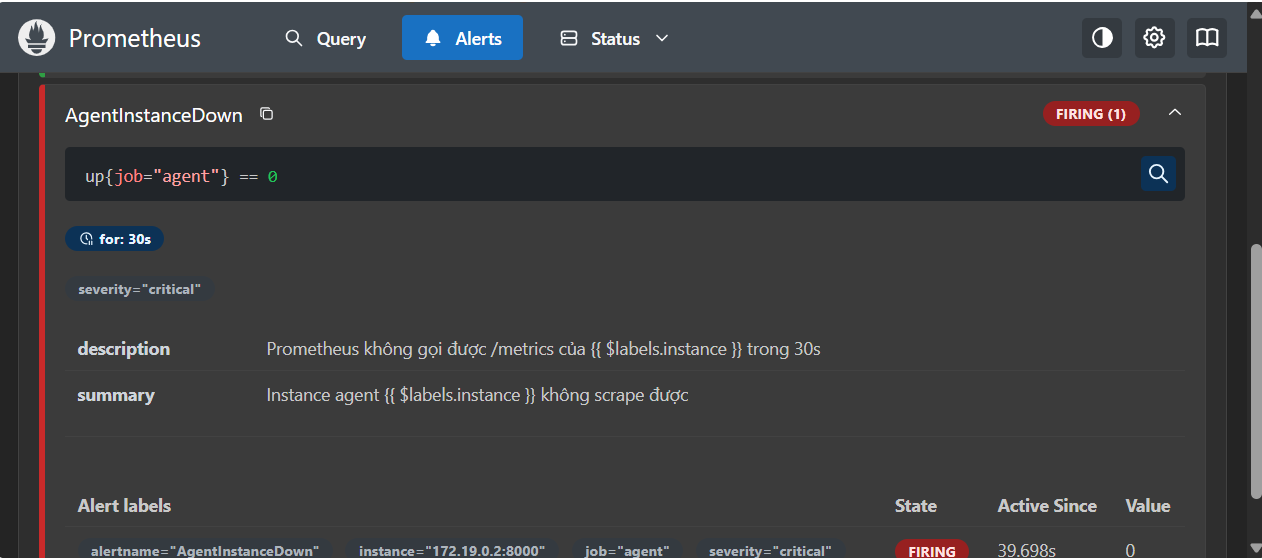 Prometheus Query Alerts Status
AgentInstanceDown FIRING (1)
up{job="agent"} == 0
for: 30s
severity="critical"
description Prometheus không gọi được /metrics của {{ $labels.instance }} trong 30s
summary Instance agent {{ $labels.instance }} không scrape được
Alert labels State Active Since Value
alertname="AgentInstanceDown" instance="172.19.0.2:8000" job="agent" severity="critical" FIRING 39.698s 0